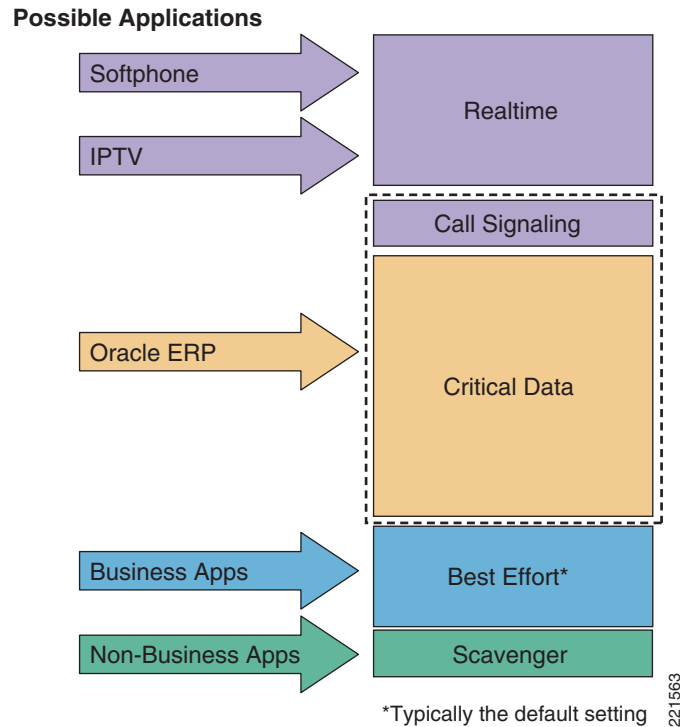 Possible Applications
Softphone
Realtime
IPTV
Call Signaling
Oracle ERP
Critical Data
Business Apps
Best Effort*
Non-Business Apps
Scavenger
*Typically the default setting
221563